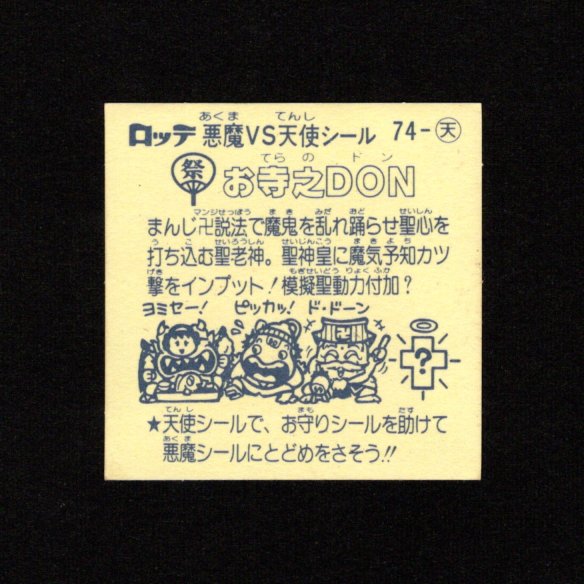 ロッテ 悪魔VS天使シール 74-天
あくま てんし
祭 お寺之DON
てらの ドン
まんじ卍説法で魔鬼を乱れ踊らせ聖心を
マンジせっぽう まき みだ おど せいしん
打ち込む聖老神。聖神皇に魔気予知カツ
う こ せいろうしん せいじんこう まきよち
撃をインプット!模擬聖動力付加?
げき もぎせいどうりょくふか
ヨミセー! ピッカッ! ド・ドーン
?
★天使シールで、お守りシールを助けて
てんし まも たす
悪魔シールにとどめをさそう!!
あくま